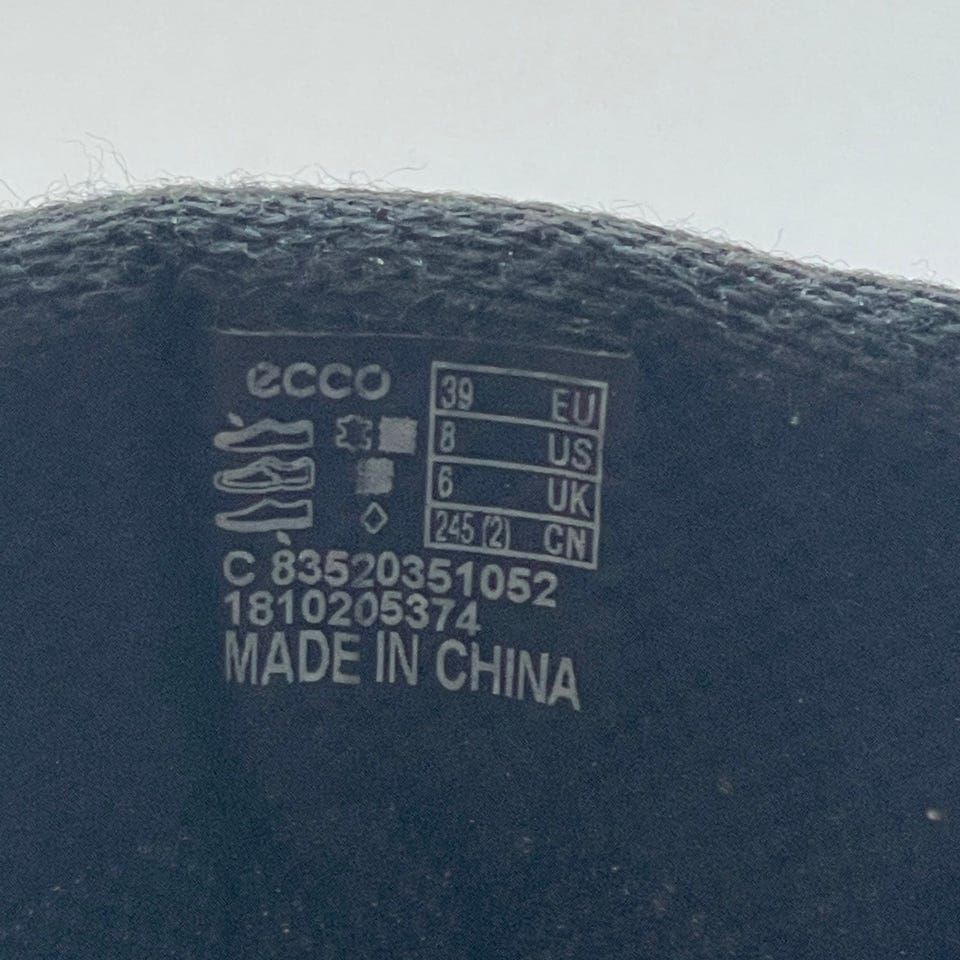 ecco
39 EU
8 US
6 UK
245 (2) CN
C 83520351052
1810205374
MADE IN CHINA